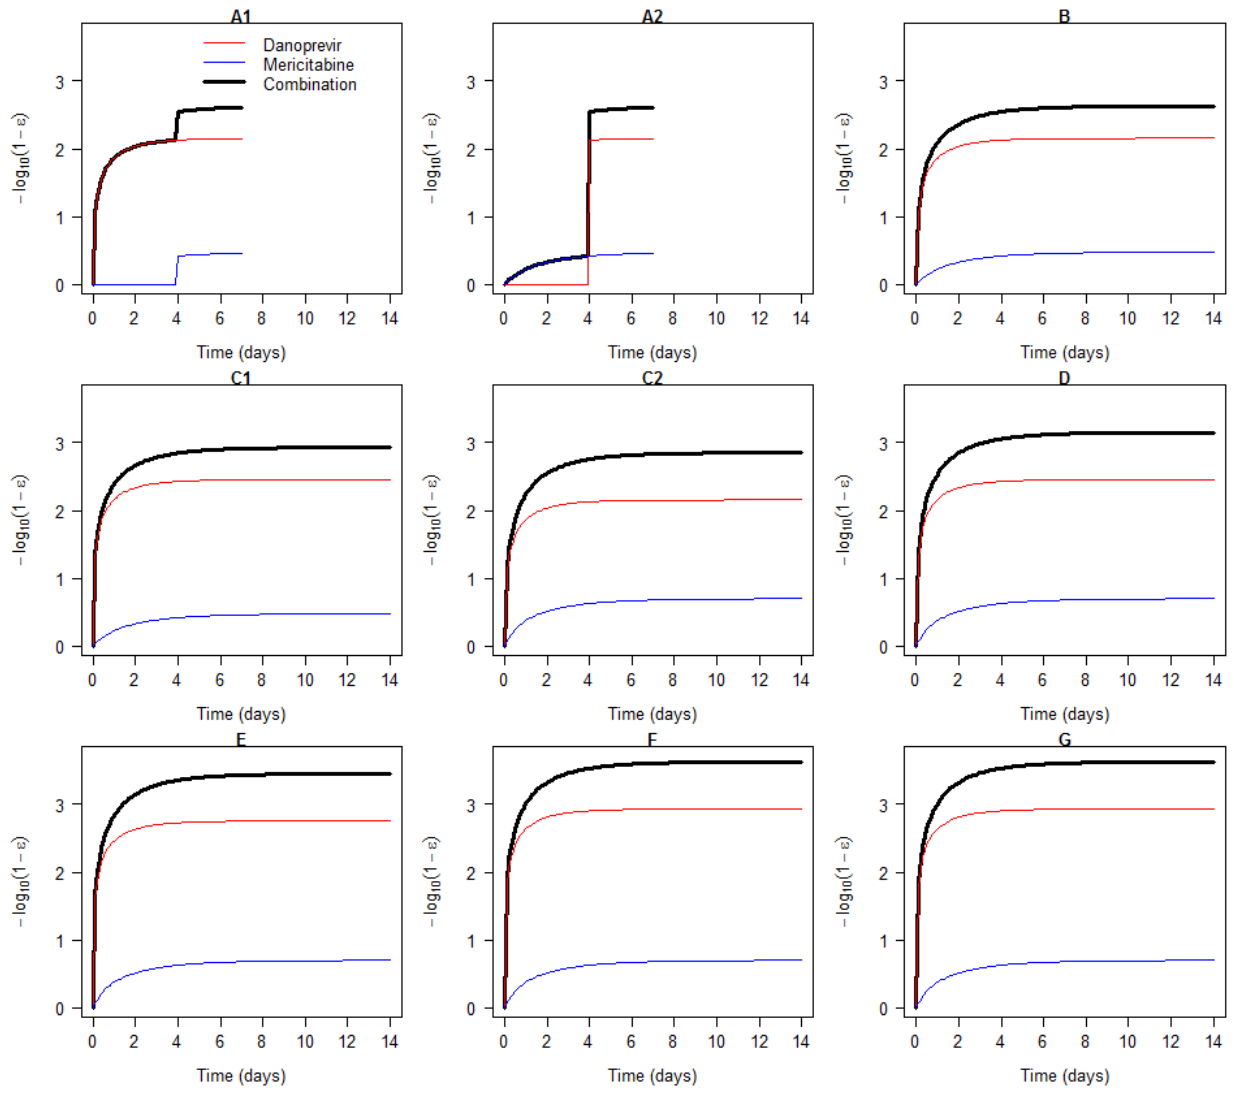 A1
Danoprevir
Mericitabine
Combination
3
2
1
0
− log10(1 − ε)
0 2 4 6 8 10 12 14
Time (days)
A2
3
2
1
0
− log10(1 − ε)
0 2 4 6 8 10 12 14
Time (days)
B
3
2
1
0
− log10(1 − ε)
0 2 4 6 8 10 12 14
Time (days)
C1
3
2
1
0
− log10(1 − ε)
0 2 4 6 8 10 12 14
Time (days)
C2
3
2
1
0
− log10(1 − ε)
0 2 4 6 8 10 12 14
Time (days)
D
3
2
1
0
− log10(1 − ε)
0 2 4 6 8 10 12 14
Time (days)
E
3
2
1
0
− log10(1 − ε)
0 2 4 6 8 10 12 14
Time (days)
F
3
2
1
0
− log10(1 − ε)
0 2 4 6 8 10 12 14
Time (days)
G
3
2
1
0
− log10(1 − ε)
0 2 4 6 8 10 12 14
Time (days)